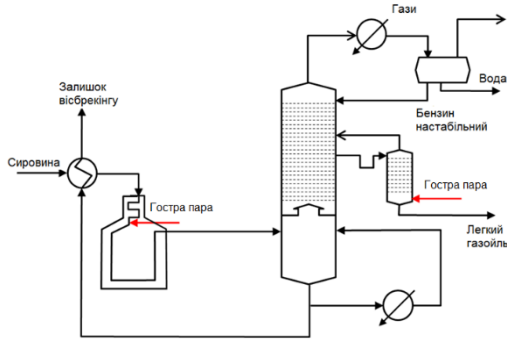 Гази
Залишок
вісбрекінгу
Вода
Бензин
настабільний
Сировина
Гостра пара
Гостра пара
Легкий
газойль